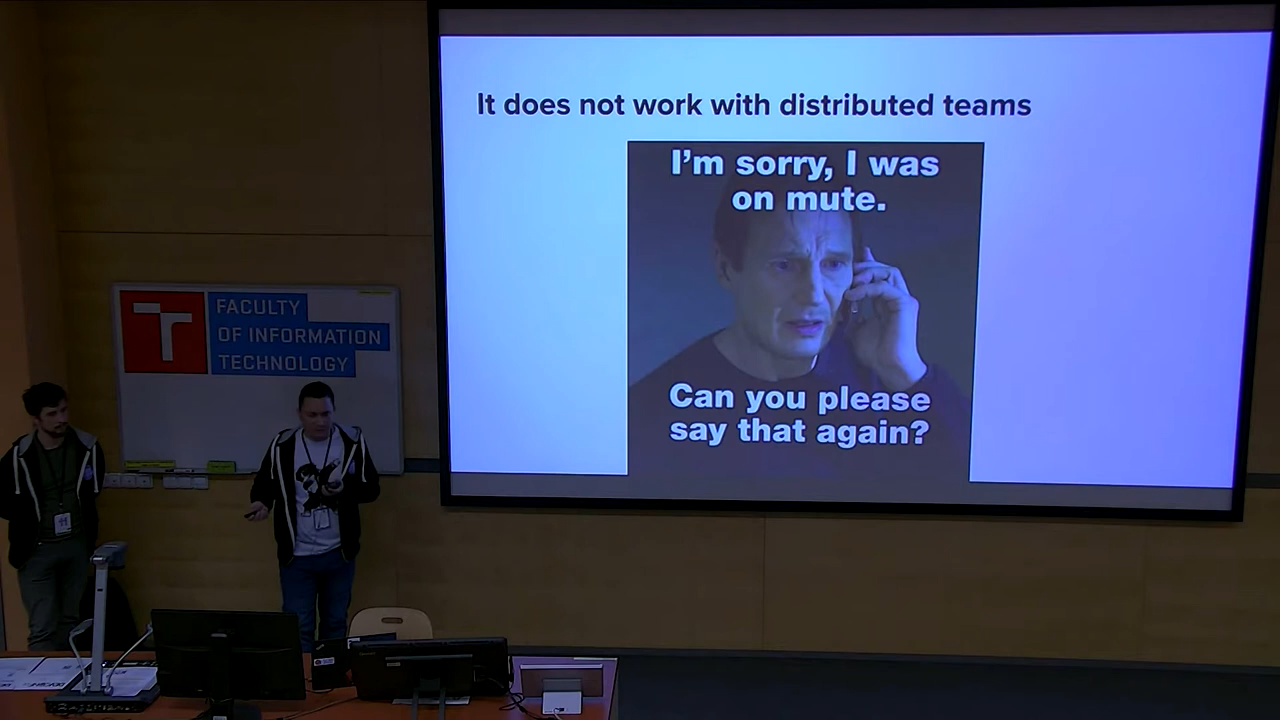 It does not work with distributed teams
I'm sorry, I was
on mute.
Can you please
say that again?
FACULTY
OF INFORMATION
TECHNOLOGY